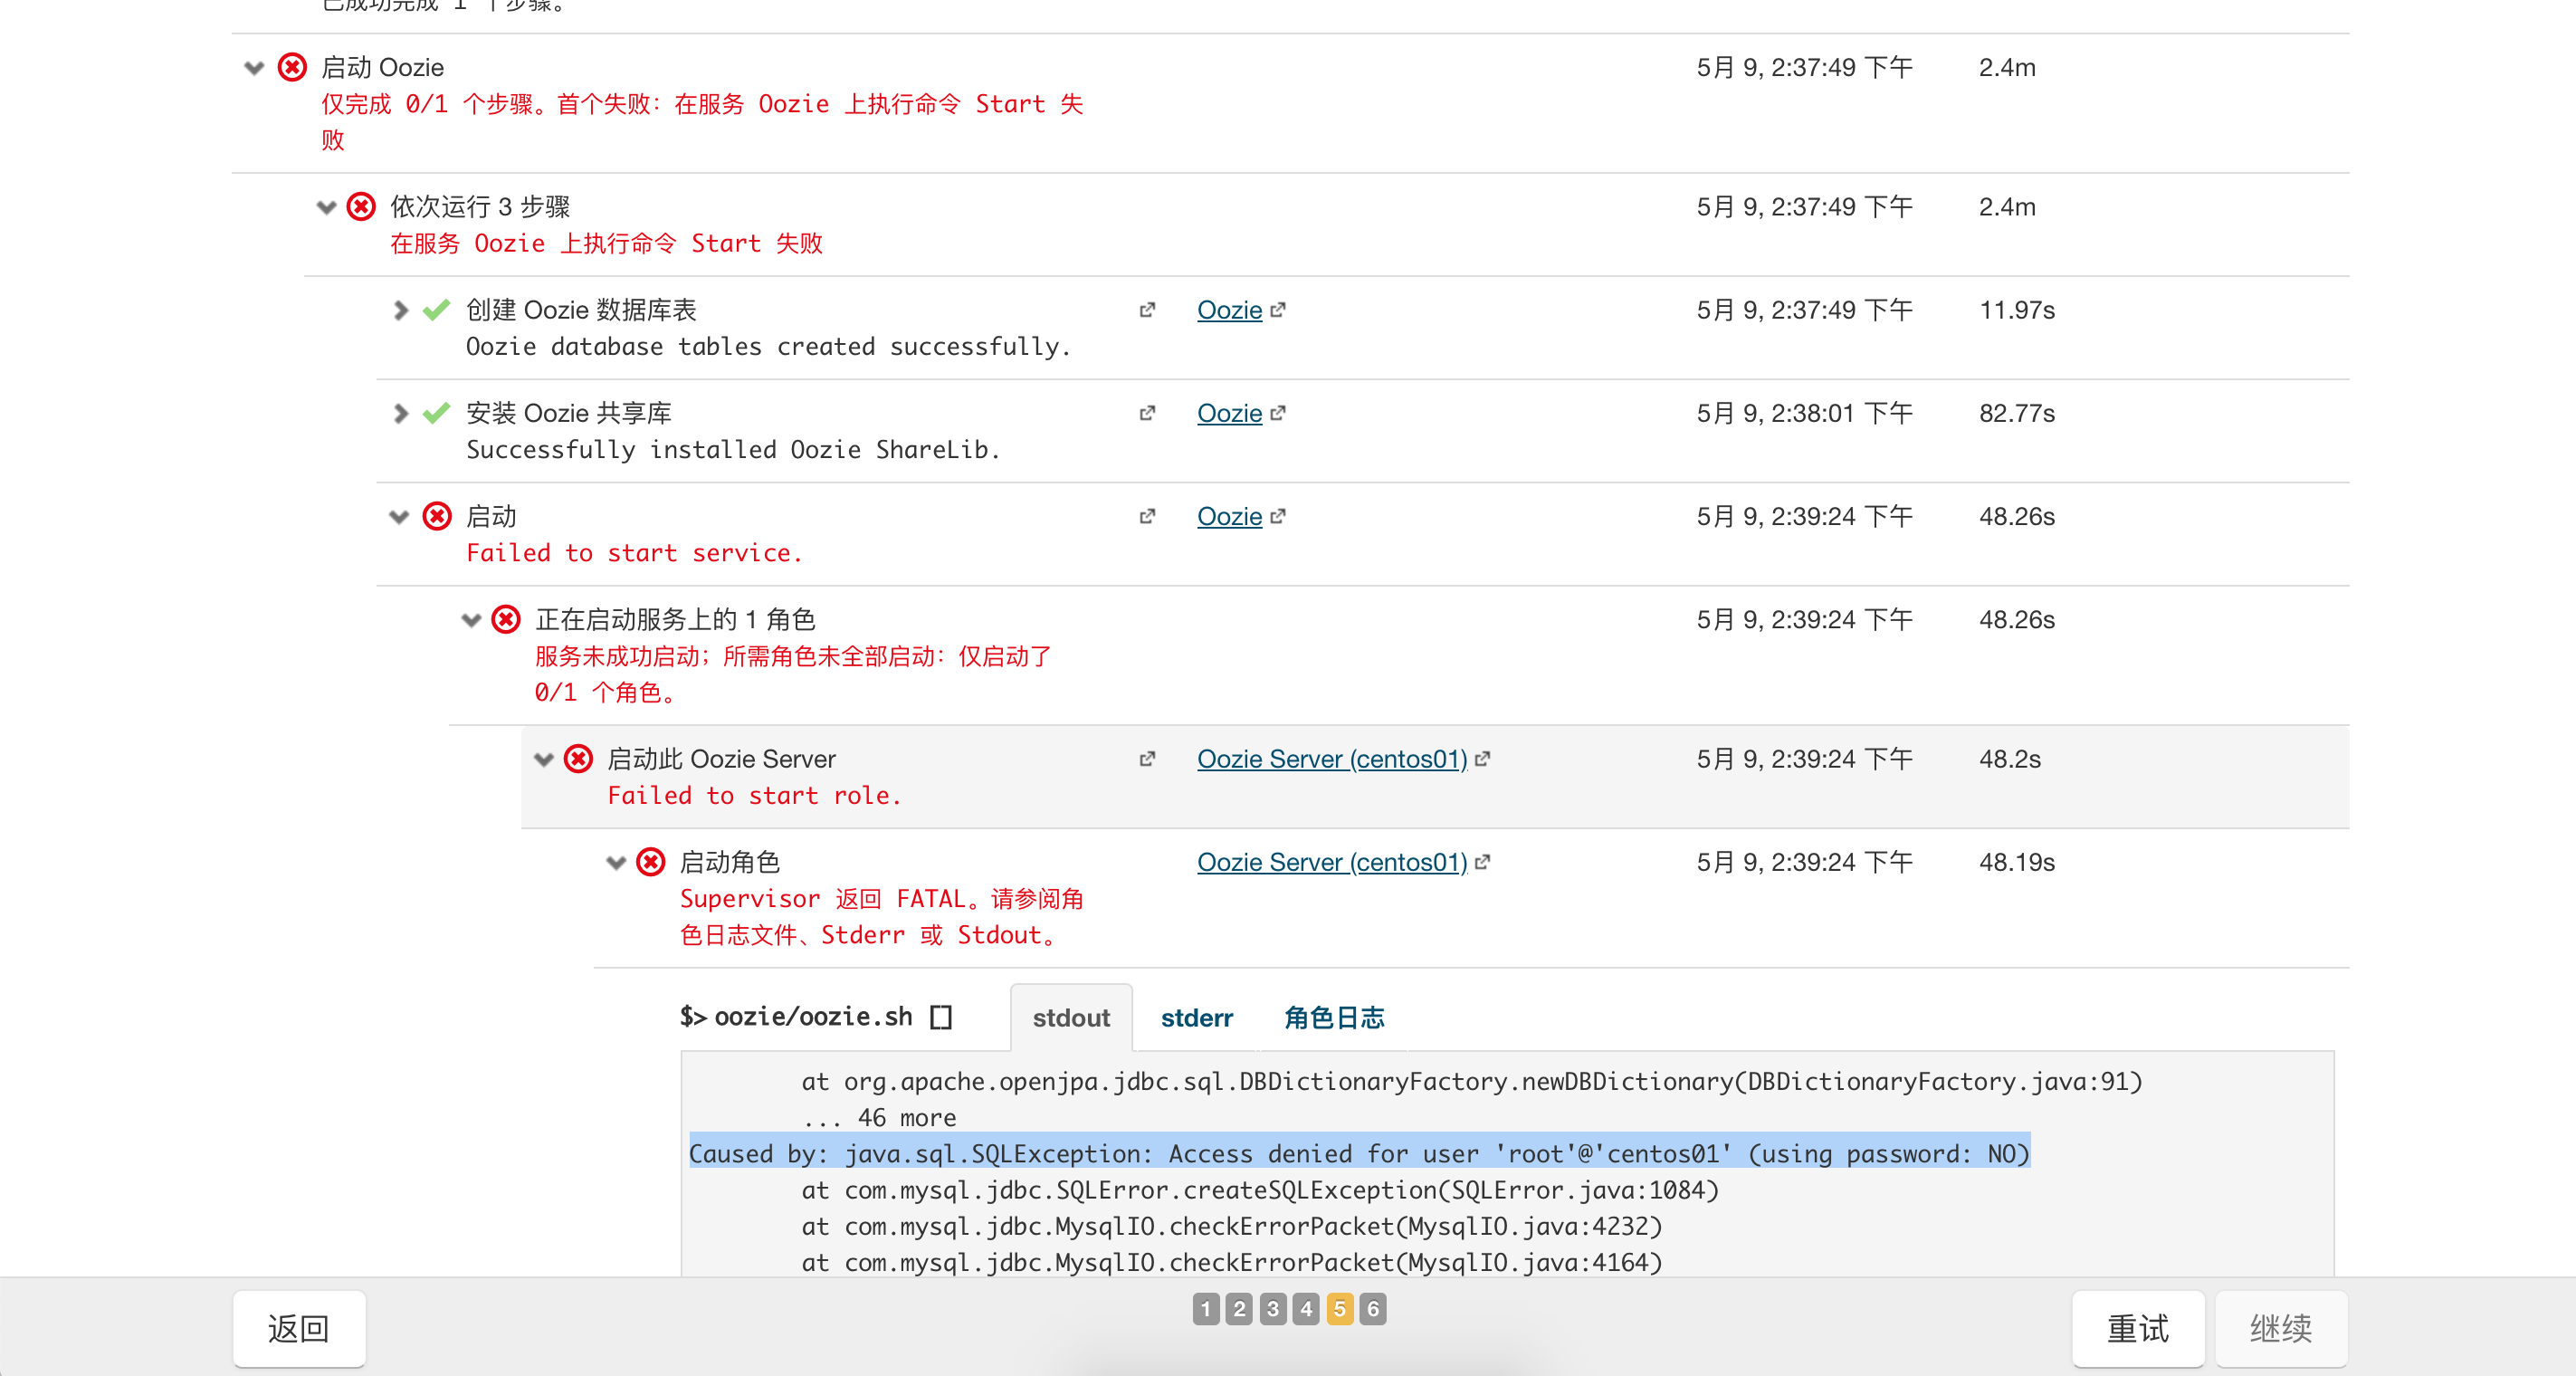 已成功完成 1 个步骤。
启动 Oozie 5月 9, 2:37:49 下午 2.4m
仅完成 0/1 个步骤。首个失败：在服务 Oozie 上执行命令 Start 失
败
依次运行 3 步骤 5月 9, 2:37:49 下午 2.4m
在服务 Oozie 上执行命令 Start 失败
创建 Oozie 数据库表 Oozie 5月 9, 2:37:49 下午 11.97s
Oozie database tables created successfully.
安装 Oozie 共享库 Oozie 5月 9, 2:38:01 下午 82.77s
Successfully installed Oozie ShareLib.
启动 Oozie 5月 9, 2:39:24 下午 48.26s
Failed to start service.
正在启动服务上的 1 角色 5月 9, 2:39:24 下午 48.26s
服务未成功启动；所需角色未全部启动：仅启动了
0/1 个角色。
启动此 Oozie Server Oozie Server (centos01) 5月 9, 2:39:24 下午 48.2s
Failed to start role.
启动角色 Oozie Server (centos01) 5月 9, 2:39:24 下午 48.19s
Supervisor 返回 FATAL。请参阅角
色日志文件、Stderr 或 Stdout。
$> oozie/oozie.sh [] stdout stderr 角色日志
at org.apache.openjpa.jdbc.sql.DBDictionaryFactory.newDBDictionary(DBDictionaryFactory.java:91)
... 46 more
Caused by: java.sql.SQLException: Access denied for user 'root'@'centos01' (using password: NO)
at com.mysql.jdbc.SQLError.createSQLException(SQLError.java:1084)
at com.mysql.jdbc.MysqlIO.checkErrorPacket(MysqlIO.java:4232)
at com.mysql.jdbc.MysqlIO.checkErrorPacket(MysqlIO.java:4164)
返回 1 2 3 4 5 6 重试 继续